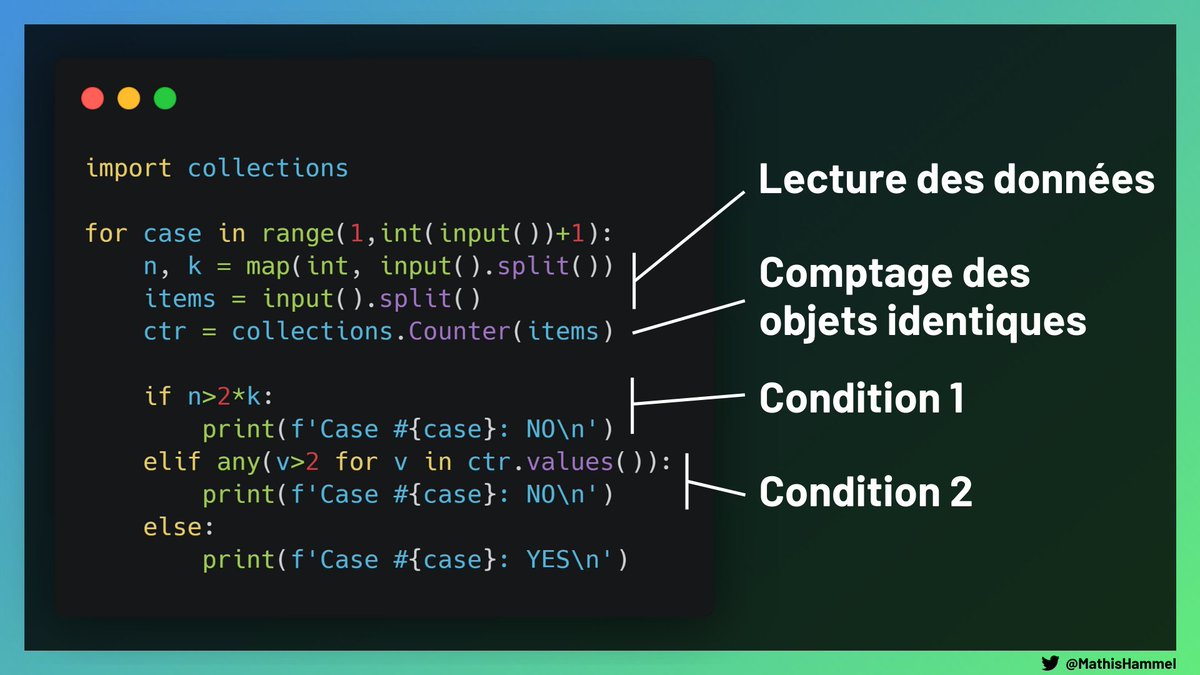 import collections
for case in range(1,int(input())+1):
    n, k = map(int, input().split())
    items = input().split()
    ctr = collections.Counter(items)
    if n>2*k:
        print(f'Case #{case}: NO\n')
    elif any(v>2 for v in ctr.values()):
        print(f'Case #{case}: NO\n')
    else:
        print(f'Case #{case}: YES\n')
Lecture des données
Comptage des
objets identiques
Condition 1
Condition 2
@MathisHammel